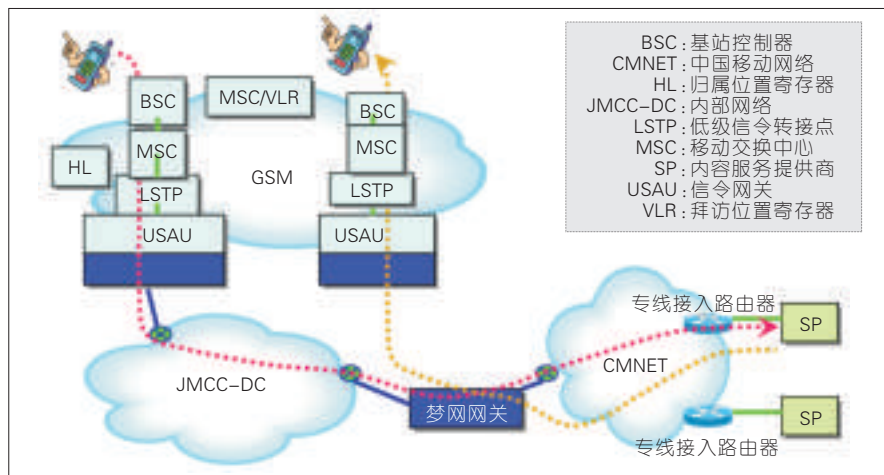 BSC
MSC/VLR
BSC
HL
MSC
MSC
GSM
LSTP
LSTP
USAU
USAU
BSC：基站控制器
CMNET：中国移动网络
HL：归属位置寄存器
JMCC-DC：内部网络
LSTP：低级信令转接点
MSC：移动交换中心
SP：内容服务提供商
USAU：信令网关
VLR：拜访位置寄存器
专线接入路由器
SP
JMCC-DC
CMNET
梦网网关
SP
专线接入路由器